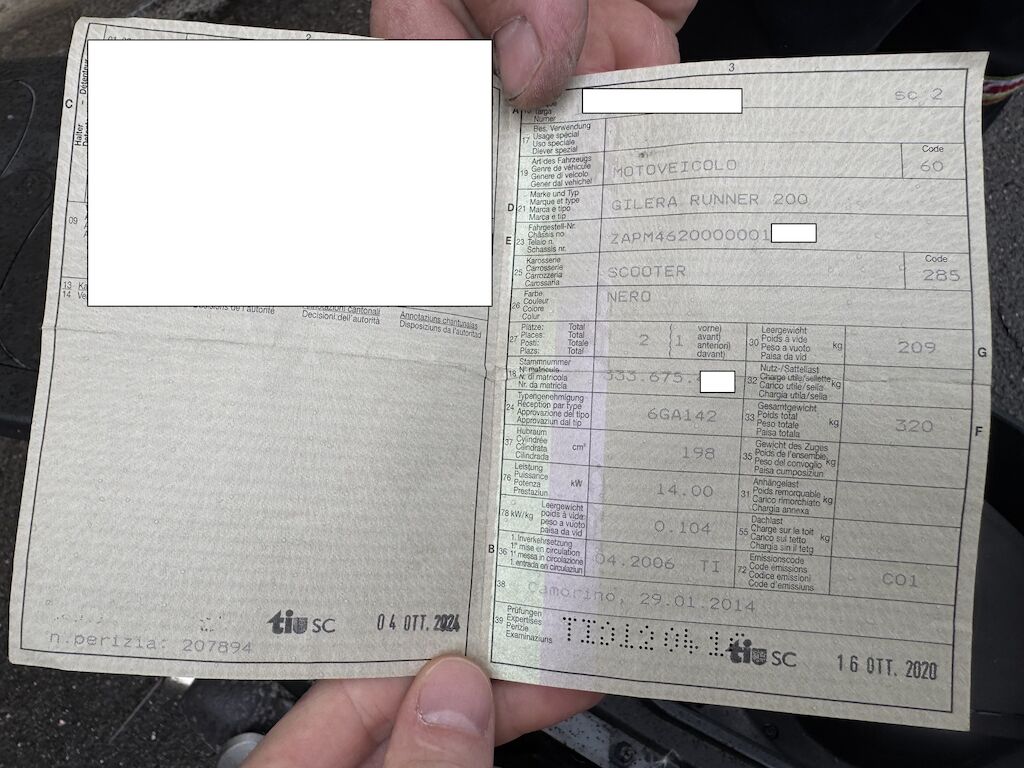 2
C
Halter - Detenteur
09
13
14
Décisions de l'autorité
Annotazioni cantonali
Decisioni dell'autorità
Annotaziuns chantunalas
Disposiziuns da l'autoritad
tiu SC 04 OTT. 2024
n.perizia: 207894
3
A
Targa
Numer
sc 2
17 Bes. Verwendung
Usage spécial
Uso speciale
Diever spezial
19 Art des Fahrzeugs
Genre de véhicule
Genere di veicolo
Gener dal vehichel
MOTOVEICOLO
Code
60
D 21 Marke und Typ
Marque et type
Marca e tipo
Marca e tip
GILERA RUNNER 200
E 23 Fahrgestell-Nr.
Châssis no
Telaio n.
Schassis nr.
ZAPM4620000001
25 Karosserie
Carrosserie
Carrozzeria
Carossaria
SCOOTER
Code
285
26 Farbe
Couleur
Colore
Colur
NERO
27 Plätze: Total
Places: Total
Posti: Totale
Plazs: Total
2 ( 1 vorne)
avant)
anteriori)
davant)
30 Leergewicht
Poids à vide
Peso a vuoto
Paisa da vid
kg
209
G
18 Stammnummer
N° matricule
N. di matricola
Nr. da matricla
333.675.
32 Nutz-/Sattellast
Charge utile/sellette
Carico utile/sella
Chargia utila/sella
kg
24 Typengenehmigung
Réception par type
Approvazione del tipo
Approvaziun dal tip
6GA142
33 Gesamtgewicht
Poids total
Peso totale
Paisa totala
kg
320
F
37 Hubraum
Cylindrée
Cilindrata
Cilindrada
cm³
198
35 Gewicht des Zuges
Poids de l'ensemble
Peso del convoglio
Paisa cumposiziun
kg
76 Leistung
Puissance
Potenza
Prestaziun
kW
14.00
31 Anhängelast
Poids remorquable
Carico rimorchiato
Chargia annexa
kg
78 kW/kg
Leergewicht
poids à vide
peso a vuoto
paisa da vid
0.104
55 Dachlast
Charge sur le toit
Carico sul tetto
Chargia sin il tetg
kg
B 36 1. Inverkehrsetzung
1re mise en circulation
1a messa in circolazione
1. entrada en circulaziun
04.2006 TI
72 Emissionscode
Code émissions
Codice emissioni
Code d'emissiuns
C01
38 Camorino, 29.01.2014
39 Prüfungen
Expertises
Perizie
Examinaziuns
tiu SC 16 OTT. 2020